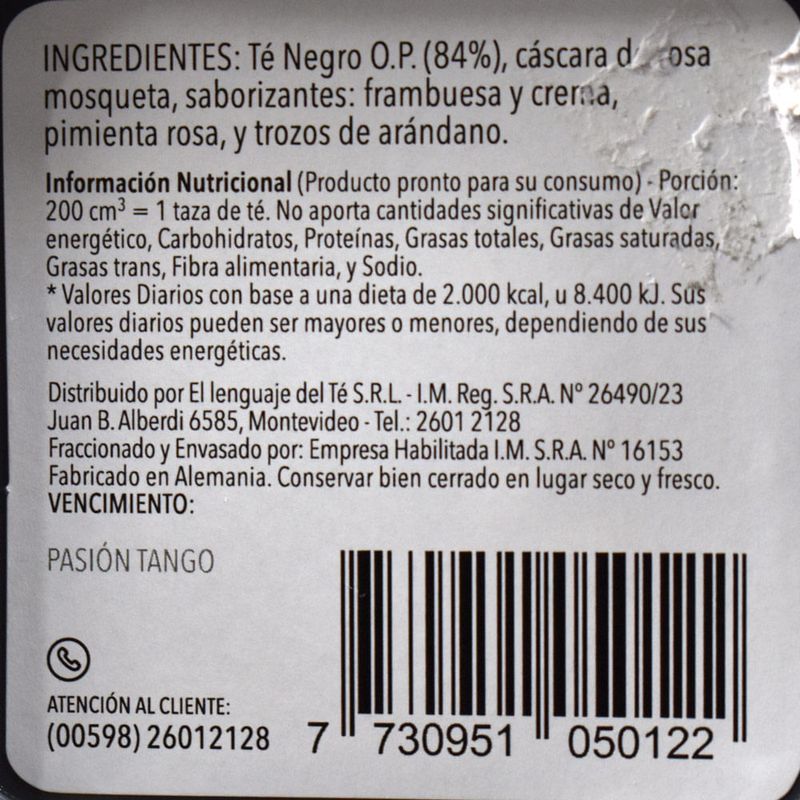 INGREDIENTES: Té Negro O.P. (84%), cáscara
mosqueta, saborizantes: frambuesa y crema,
pimienta rosa, y trozos de arándano.
Información Nutricional (Producto pronto para su consumo) - Porción:
200 cm³ = 1 taza de té. No aporta cantidades significativas de Valor
energético, Carbohidratos, Proteínas, Grasas totales, Grasas saturadas,
Grasas trans, Fibra alimentaria, y Sodio.
* Valores Diarios con base a una dieta de 2.000 kcal, u 8.400 kJ. Sus
valores diarios pueden ser mayores o menores, dependiendo de sus
necesidades energéticas.
Distribuido por El lenguaje del Té S.R.L. - I.M. Reg. S.R.A. Nº 26490/23
Juan B. Alberdi 6585, Montevideo - Tel.: 2601 2128
Fraccionado y Envasado por: Empresa Habilitada I.M. S.R.A. Nº 16153
Fabricado en Alemania. Conservar bien cerrado en lugar seco y fresco.
VENCIMIENTO:
PASIÓN TANGO
ATENCIÓN AL CLIENTE:
(00598) 26012128
7 730951 050122